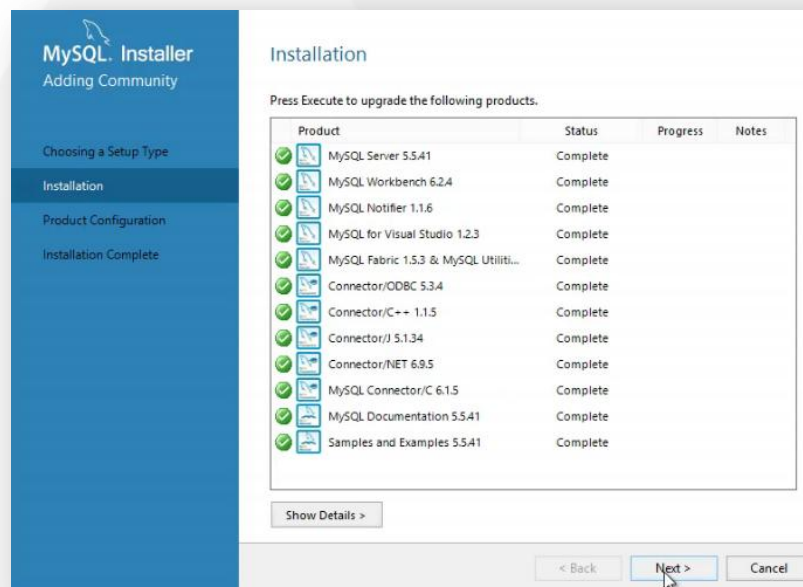 MySQL. Installer
Adding Community
Choosing a Setup Type
Installation
Product Configuration
Installation Complete
Installation
Press Execute to upgrade the following products.
Product Status Progress Notes
MySQL Server 5.5.41 Complete
MySQL Workbench 6.2.4 Complete
MySQL Notifier 1.1.6 Complete
MySQL for Visual Studio 1.2.3 Complete
MySQL Fabric 1.5.3 & MySQL Utiliti... Complete
Connector/ODBC 5.3.4 Complete
Connector/C++ 1.1.5 Complete
Connector/J 5.1.34 Complete
Connector/NET 6.9.5 Complete
MySQL Connector/C 6.1.5 Complete
MySQL Documentation 5.5.41 Complete
Samples and Examples 5.5.41 Complete
Show Details >
< Back Next > Cancel